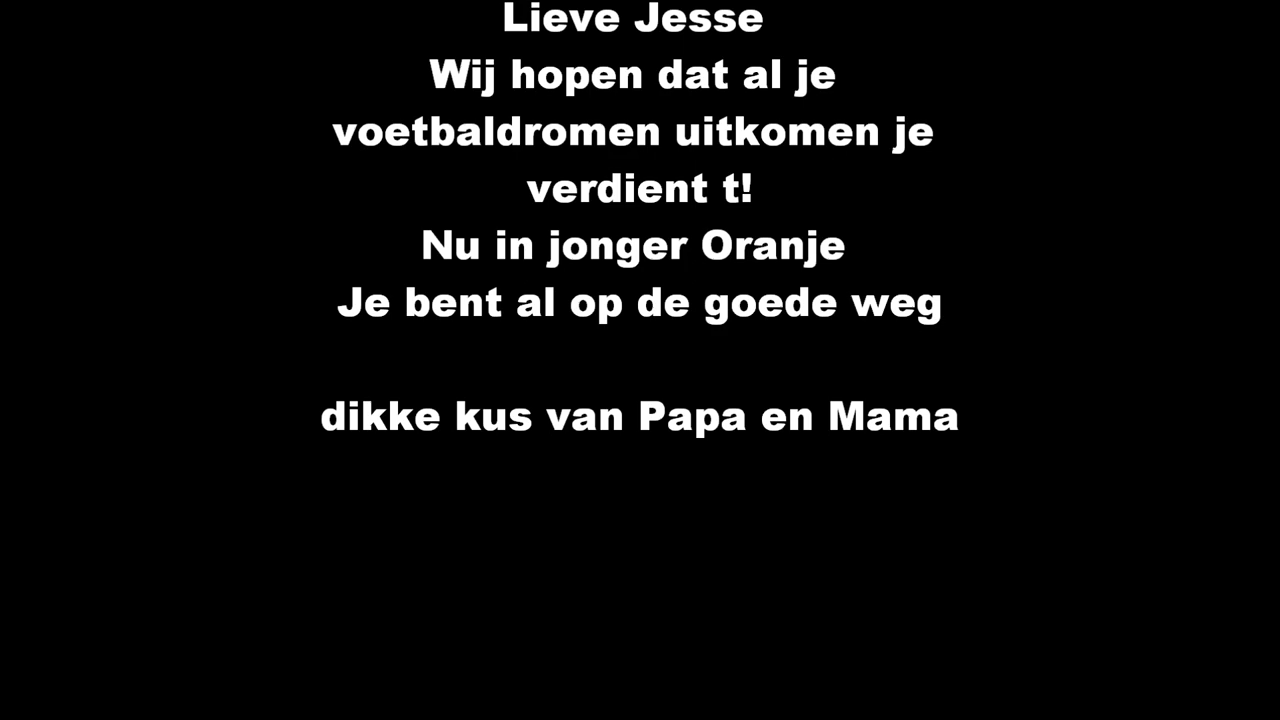 Lieve Jesse
Wij hopen dat al je
voetbaldromen uitkomen je
verdient t!
Nu in jonger Oranje
Je bent al op de goede weg
dikke kus van Papa en Mama